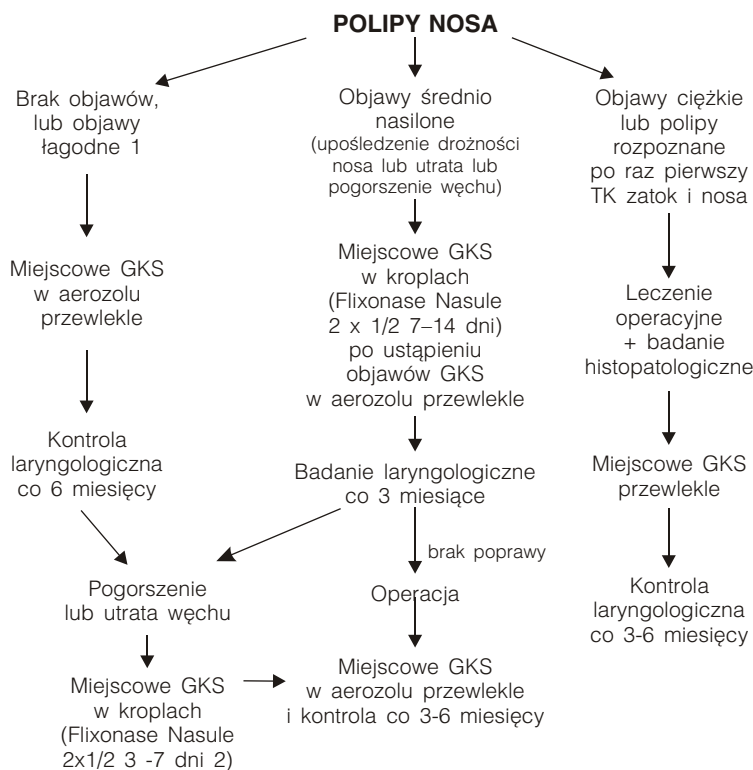 POLIPY NOSA
Brak objawów,
lub objawy
łagodne 1
Miejscowe GKS
w aerozolu
przewlekle
Kontrola
laryngologiczna
co 6 miesięcy
Pogorszenie
lub utrata węchu
Miejscowe GKS
w kroplach
(Flixonase Nasule
2x1/2 3 -7 dni 2)
Objawy średnio
nasilone
(upośledzenie drożności
nosa lub utrata lub
pogorszenie węchu)
Miejscowe GKS
w kroplach
(Flixonase Nasule
2 x 1/2 7–14 dni)
po ustąpieniu
objawów GKS
w aerozolu przewlekle
Badanie laryngologiczne
co 3 miesiące
brak poprawy
Operacja
Miejscowe GKS
w aerozolu przewlekle
i kontrola co 3-6 miesięcy
Objawy ciężkie
lub polipy
rozpoznane
po raz pierwszy
TK zatok i nosa
Leczenie
operacyjne
+ badanie
histopatologiczne
Miejscowe GKS
przewlekle
Kontrola
laryngologiczna
co 3-6 miesięcy